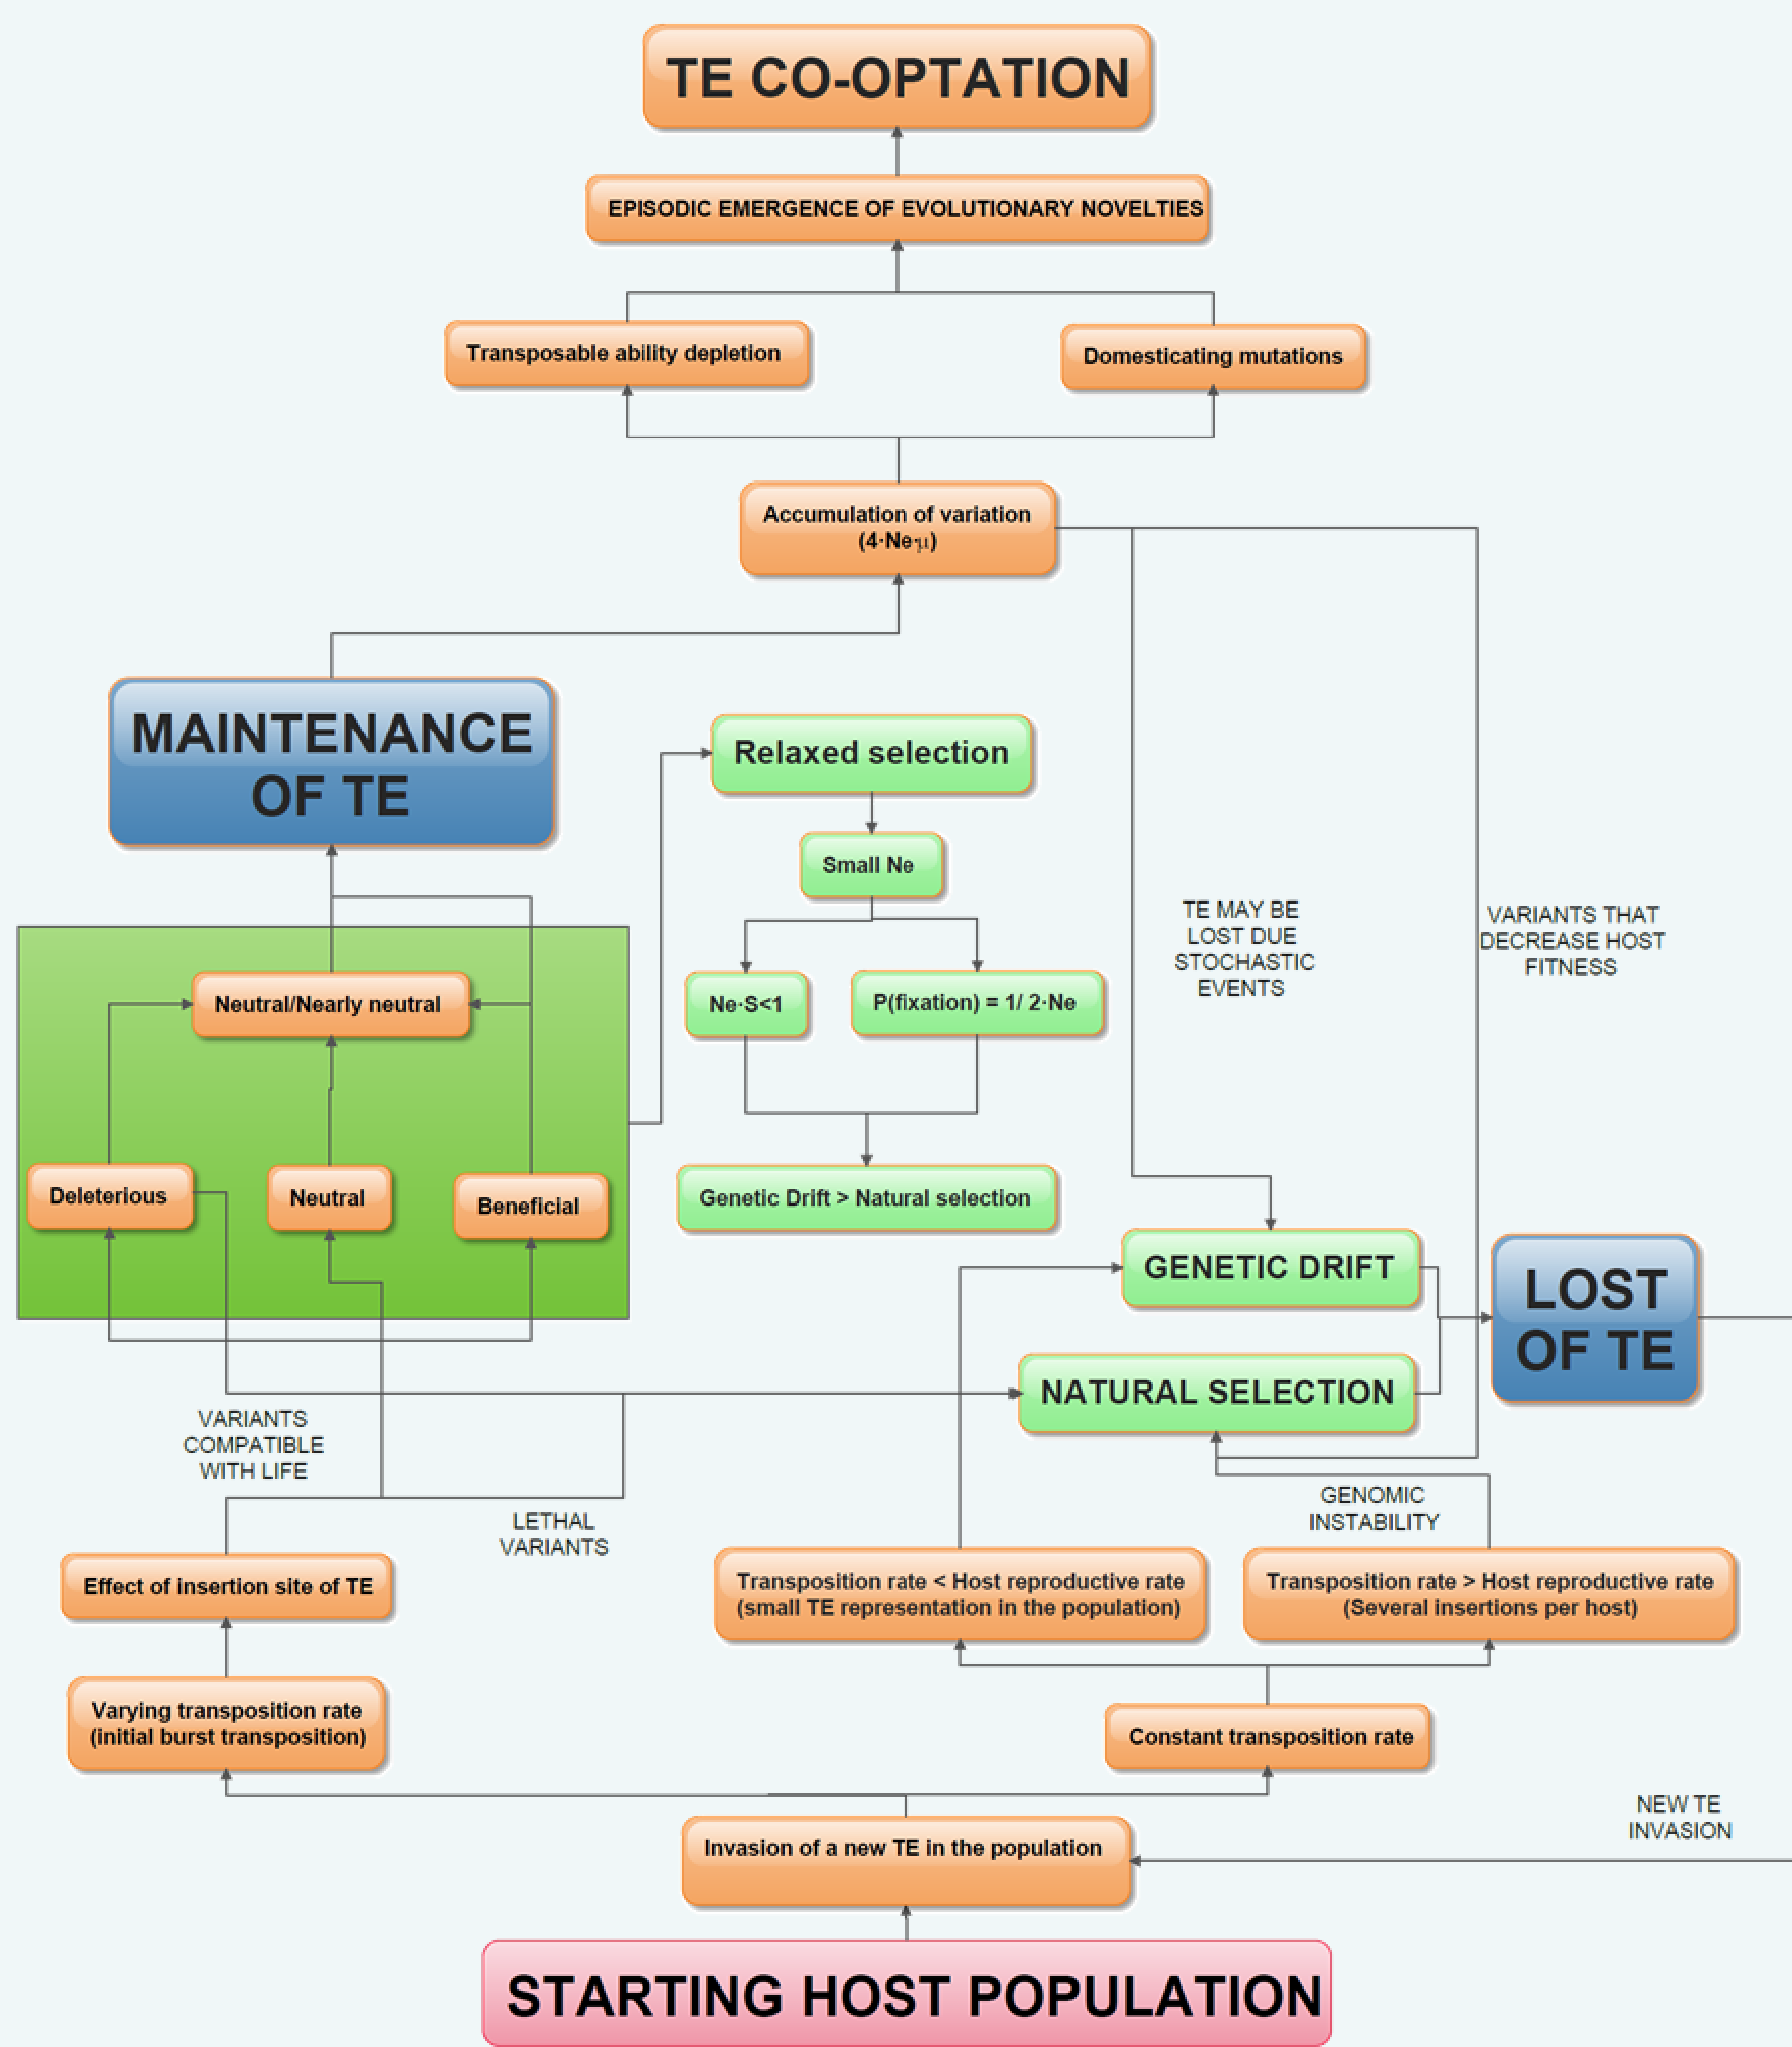 TE CO-OPTATION
EPISODIC EMERGENCE OF EVOLUTIONARY NOVELTIES
Transposable ability depletion
Domesticating mutations
Accumulation of variation
(4·Ne·μ)
MAINTENANCE
OF TE
Relaxed selection
Small Ne
Ne·S<1
P(fixation) = 1/ 2·Ne
Genetic Drift > Natural selection
TE MAY BE
LOST DUE
STOCHASTIC
EVENTS
VARIANTS THAT
DECREASE HOST
FITNESS
Neutral/Nearly neutral
Deleterious
Neutral
Beneficial
GENETIC DRIFT
NATURAL SELECTION
LOST
OF TE
VARIANTS
COMPATIBLE
WITH LIFE
LETHAL
VARIANTS
GENOMIC
INSTABILITY
Effect of insertion site of TE
Transposition rate < Host reproductive rate
(small TE representation in the population)
Transposition rate > Host reproductive rate
(Several insertions per host)
Varying transposition rate
(initial burst transposition)
Constant transposition rate
NEW TE
INVASION
Invasion of a new TE in the population
STARTING HOST POPULATION